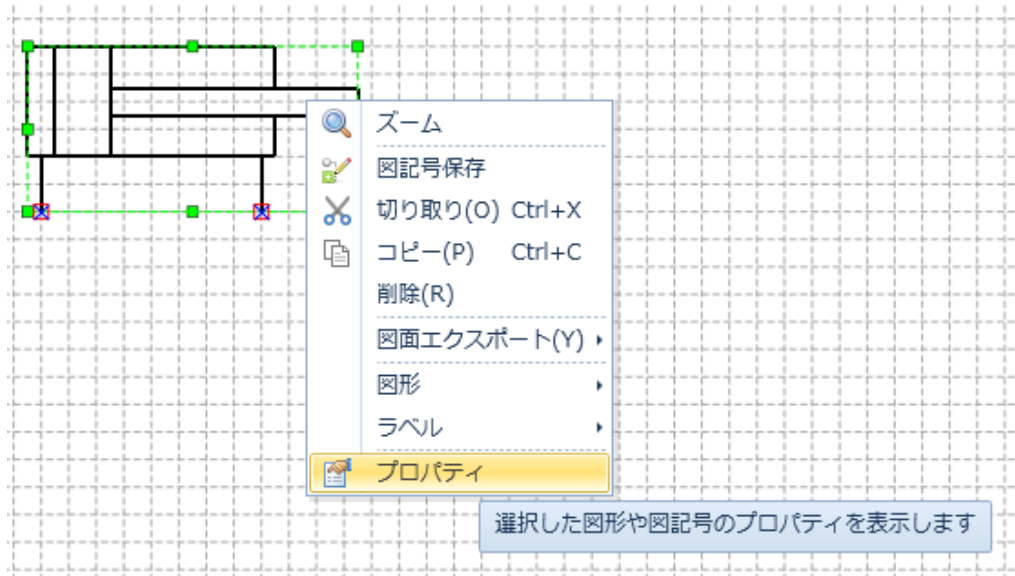 ズーム
図記号保存
切り取り(O) Ctrl+X
コピー(P) Ctrl+C
削除(R)
図面エクスポート(Y)
図形
ラベル
プロパティ
選択した図形や図記号のプロパティを表示します